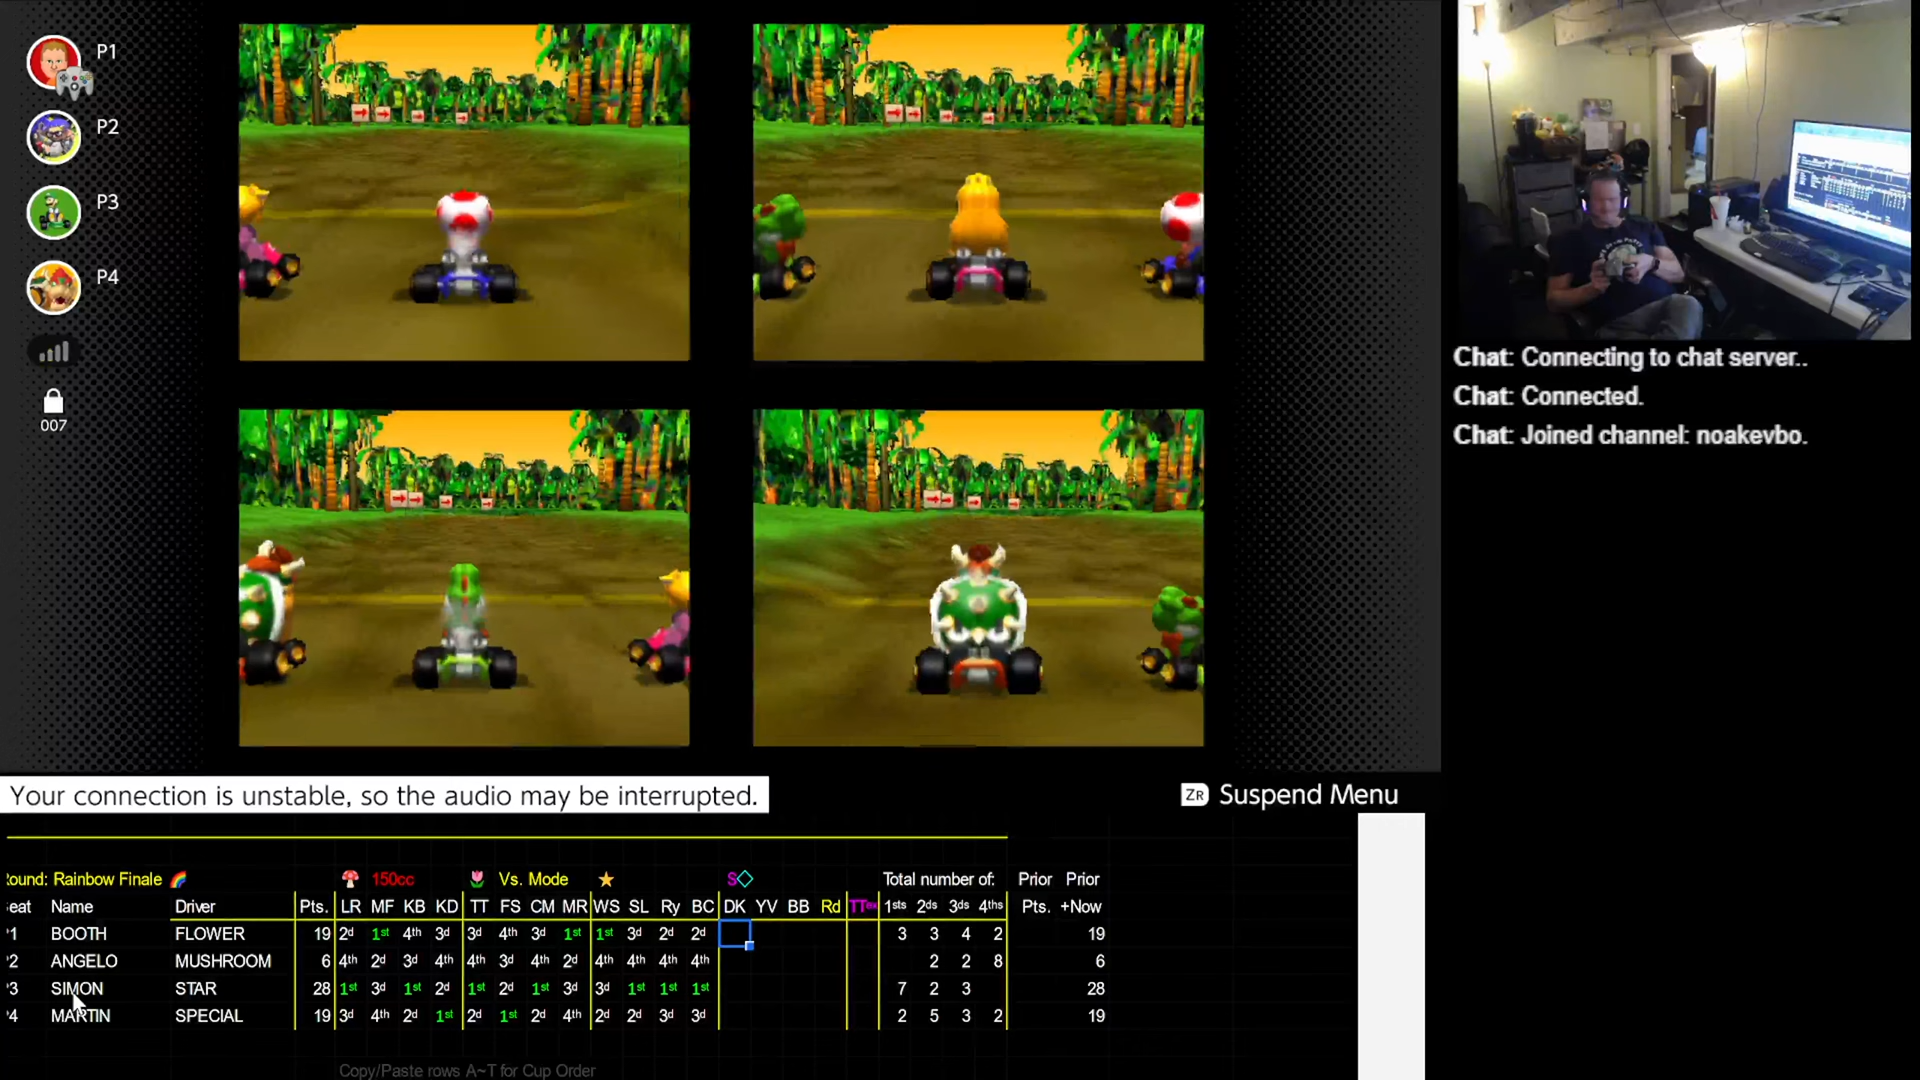 P1
P2
P3
P4
007
Chat: Connecting to chat server..
Chat: Connected.
Chat: Joined channel: noakevbo.
Your connection is unstable, so the audio may be interrupted.
ZR Suspend Menu
Round: Rainbow Finale 150cc Vs. Mode S Total number of: Prior Prior
eat Name Driver Pts. LR MF KB KD TT FS CM MR WS SL Ry BC DK YV BB Rd 1sts 2ds 3ds 4ths Pts. +Now
P1 BOOTH FLOWER 19 2d 1st 4th 3d 3d 4th 3d 1st 1st 3d 2d 2d 3 3 4 2 19
P2 ANGELO MUSHROOM 6 4th 2d 3d 4th 4th 3d 4th 2d 4th 4th 4th 4th 2 2 8 6
P3 SIMON STAR 28 1st 3d 1st 2d 1st 2d 1st 3d 3d 1st 1st 1st 7 2 3 28
P4 MARTIN SPECIAL 19 3d 4th 2d 1st 2d 1st 2d 4th 2d 2d 3d 3d 2 5 3 2 19
Copy/Paste rows A~T for Cup Order